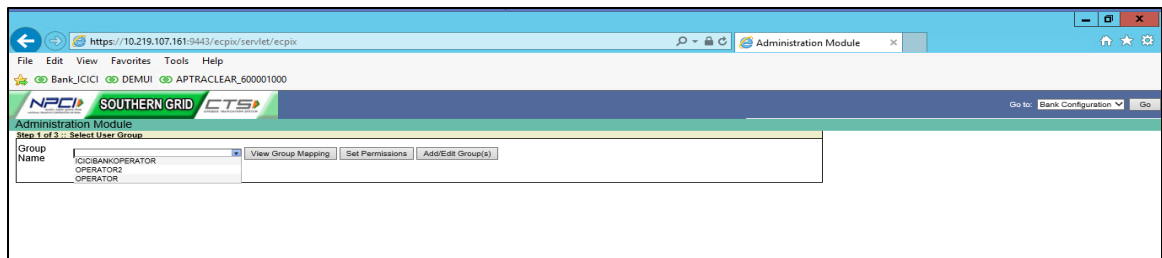 https://10.219.107.161:9443/ecpix/servlet/ecpix
Administration Module
File Edit View Favorites Tools Help
Bank_ICICI DEMUI APTRACLEAR_600001000
NPCI SOUTHERN GRID CTS
Go to: Bank Configuration Go
Administration Module
Step 1 of 3 :: Select User Group
Group Name View Group Mapping Set Permissions Add/Edit Group(s)
ICICIBANKOPERATOR
OPERATOR2
OPERATOR